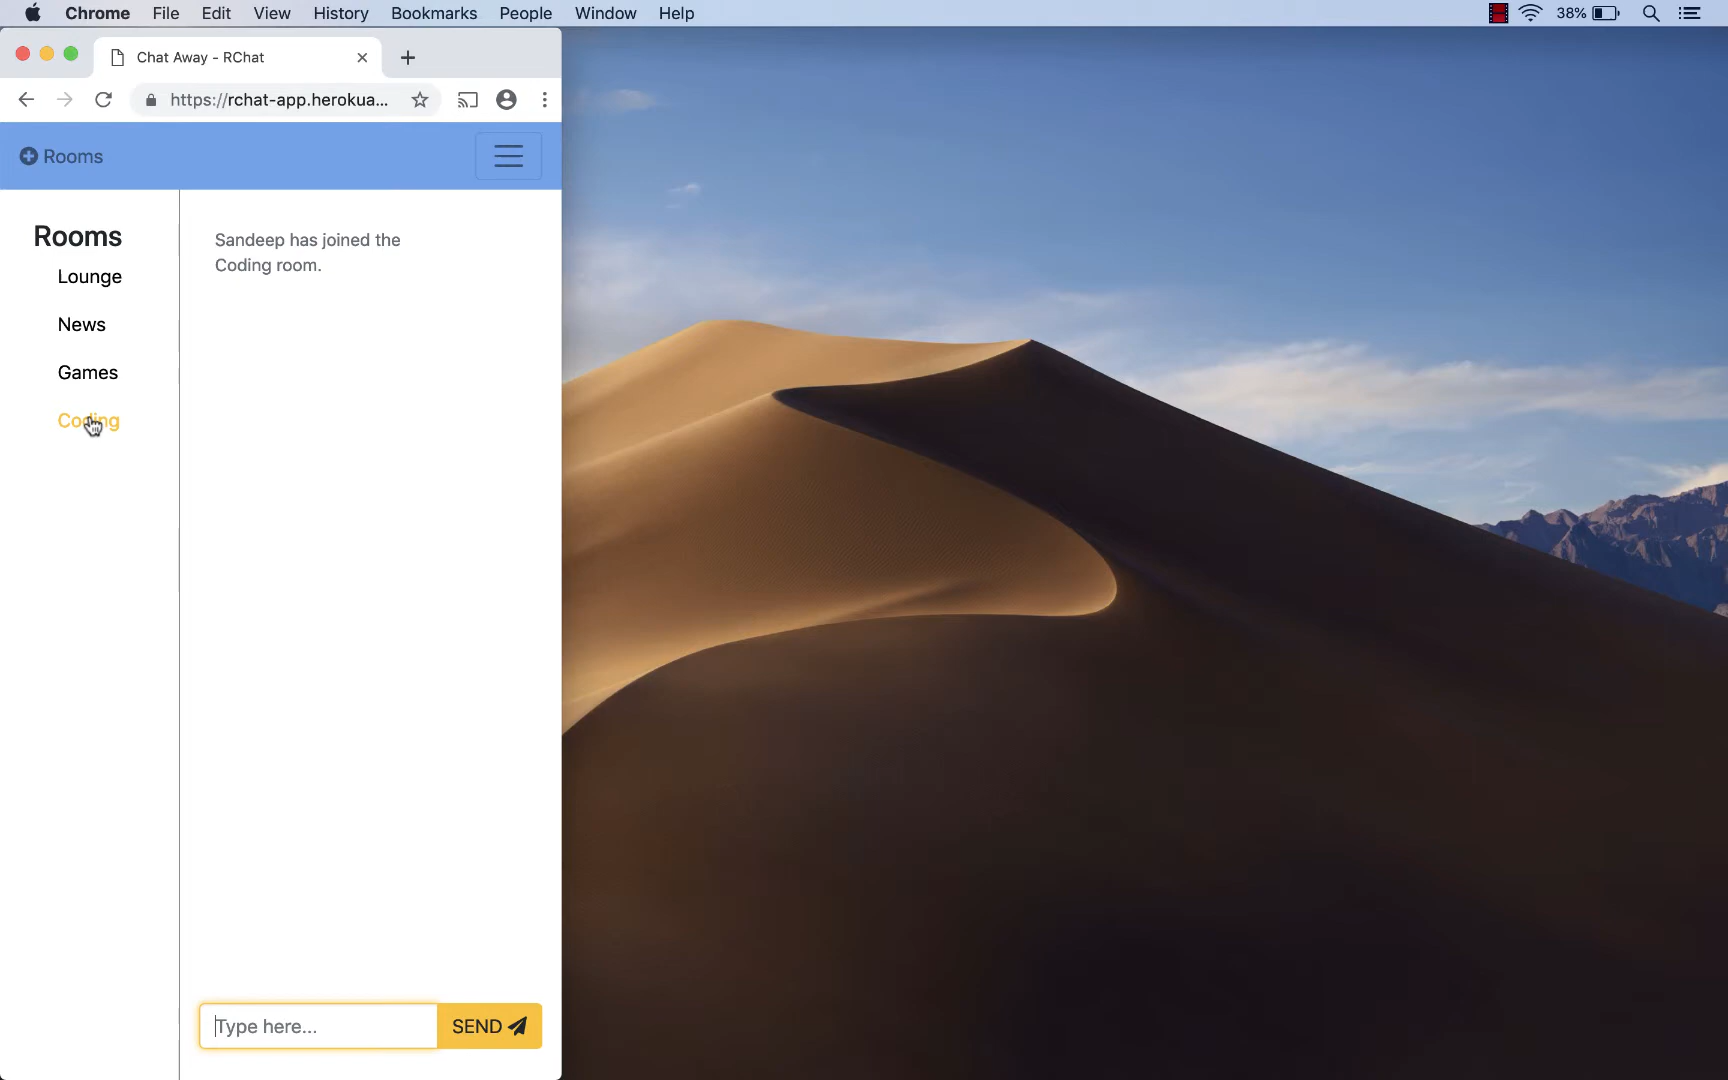 Chrome File Edit View History Bookmarks People Window Help 38%
Chat Away - RChat
https://rchat-app.herokua...
Rooms
Rooms
Lounge
News
Games
Coding
Sandeep has joined the
Coding room.
Type here...
SEND